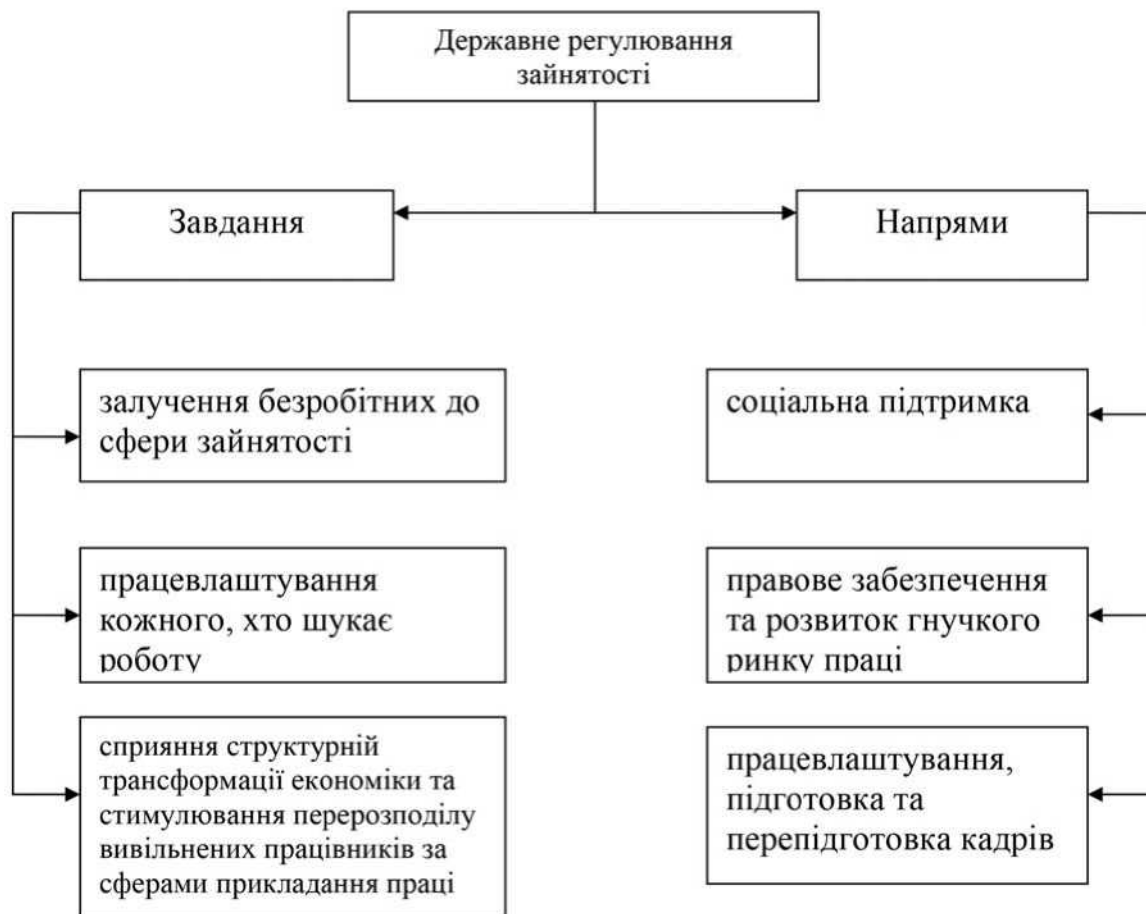 Державне регулювання
зайнятості
Завдання
Напрями
залучення безробітних до
сфери зайнятості
соціальна підтримка
працевлаштування
кожного, хто шукає
роботу
правове забезпечення
та розвиток гнучкого
ринку праці
сприяння структурній
трансформації економіки та
стимулювання перерозподілу
вивільнених працівників за
сферами прикладання праці
працевлаштування,
підготовка та
перепідготовка кадрів